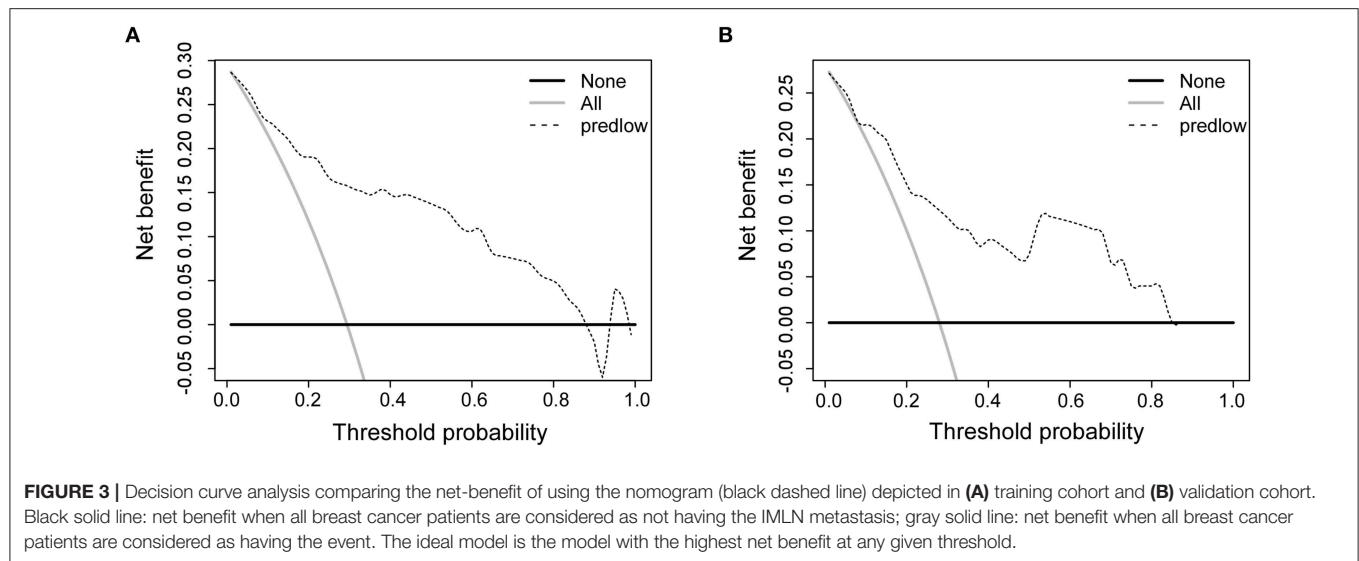 A
B
0.30
0.25
0.20
0.15
0.10
0.05
0.00
-0.05
Net benefit
None
All
predlow
0.0 0.2 0.4 0.6 0.8 1.0
Threshold probability
0.25
0.20
0.15
0.10
0.05
0.00
-0.05
Net benefit
None
All
predlow
0.0 0.2 0.4 0.6 0.8 1.0
Threshold probability
FIGURE 3 | Decision curve analysis comparing the net-benefit of using the nomogram (black dashed line) depicted in (A) training cohort and (B) validation cohort.
Black solid line: net benefit when all breast cancer patients are considered as not having the IMLN metastasis; gray solid line: net benefit when all breast cancer
patients are considered as having the event. The ideal model is the model with the highest net benefit at any given threshold.